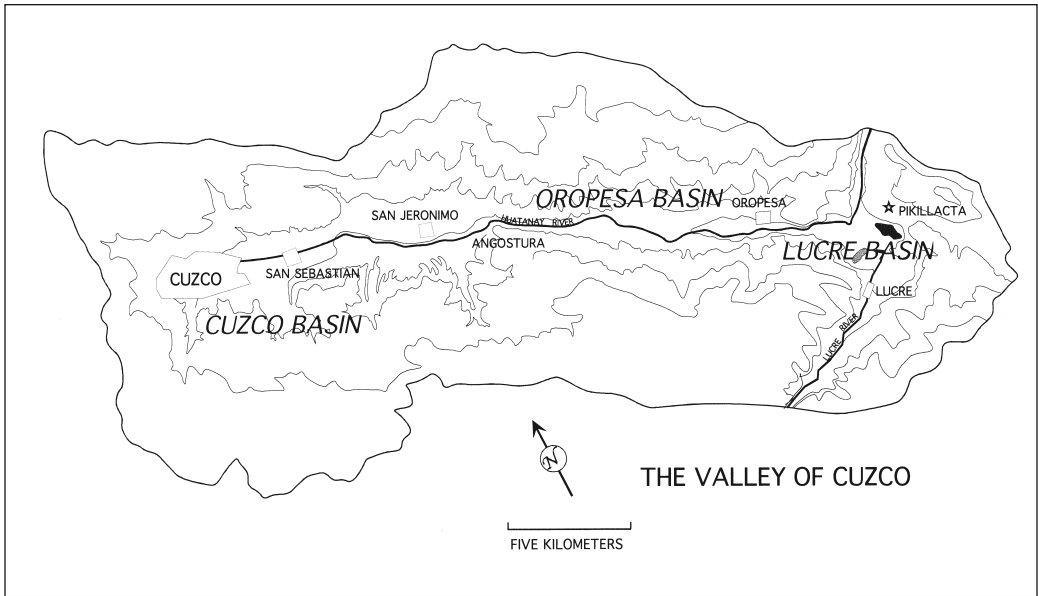 OROPESA BASIN
OROPESA
SAN JERONIMO
PIKILLACTA
HUATANAY RIVER
ANGOSTURA
LUCRE BASIN
SAN SEBASTIAN
CUZCO
LUCRE
CUZCO BASIN
LUCRE RIVER
N
THE VALLEY OF CUZCO
FIVE KILOMETERS